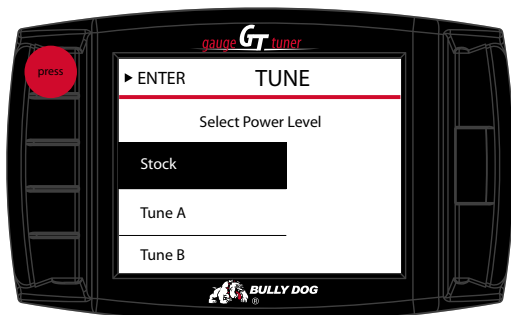 gauge GT tuner
press
ENTER TUNE
Select Power Level
Stock
Tune A
Tune B
BULLY DOG
®